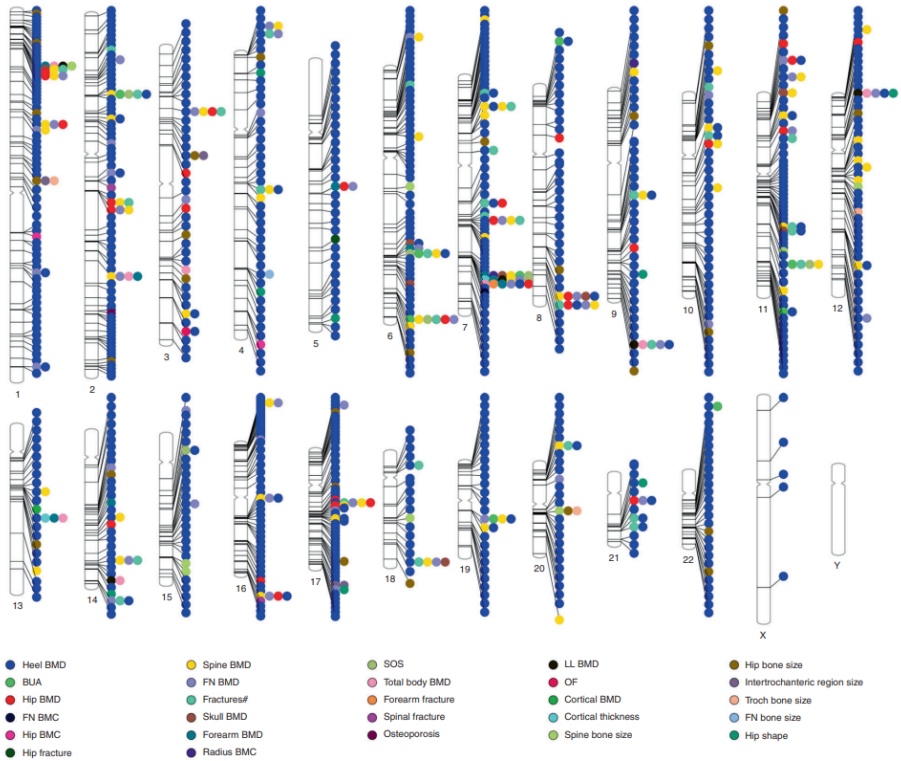 1
2
3
4
5
6
7
8
9
10
11
12
13
14
15
16
17
18
19
20
21
22
X
Y
Heel BMD
BUA
Hip BMD
FN BMC
Hip BMC
Hip fracture
Spine BMD
FN BMD
Fractures#
Skull BMD
Forearm BMD
Radius BMC
SOS
Total body BMD
Forearm fracture
Spinal fracture
Osteoporosis
LL BMD
OF
Cortical BMD
Cortical thickness
Spine bone size
Hip bone size
Intertrochanteric region size
Troch bone size
FN bone size
Hip shape